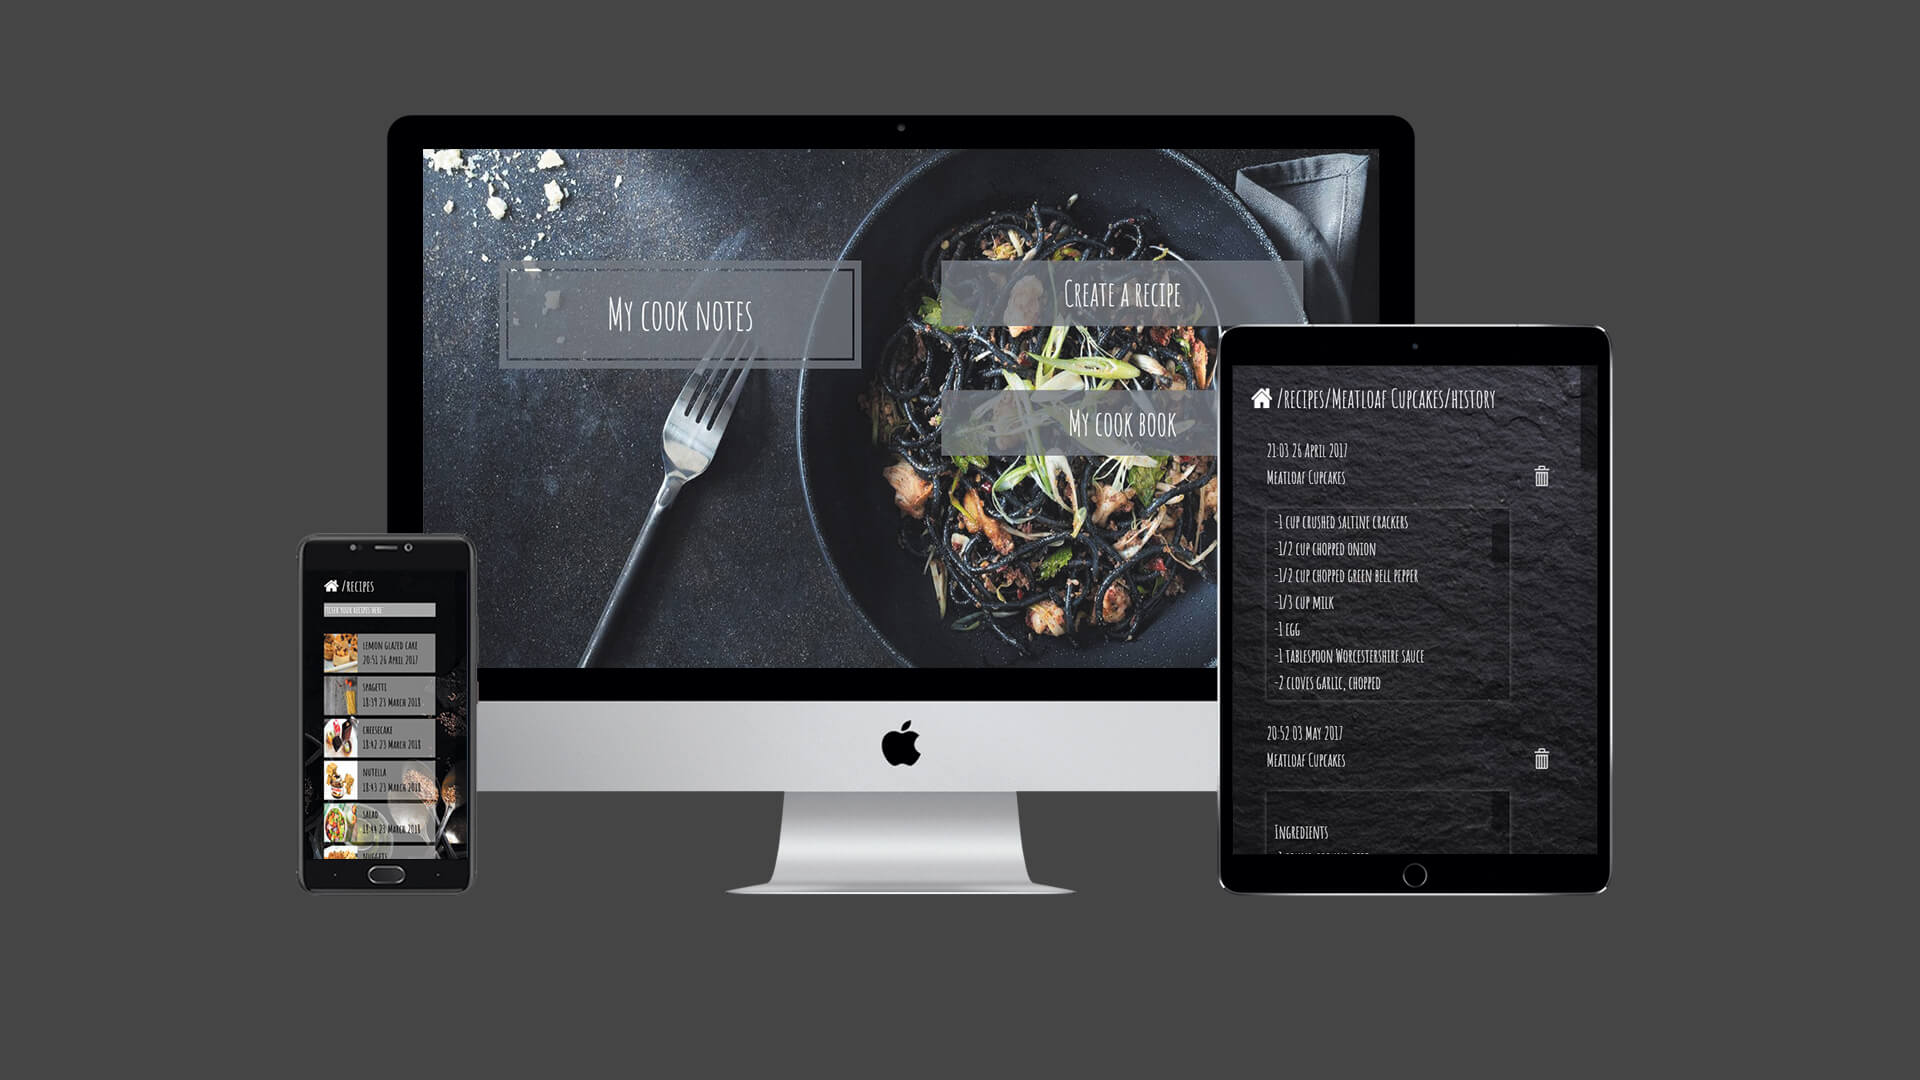 My cook notes
Create a recipe
My cook book
/recipes
Filter your recipes here
Lemon glazed cake
20:51 26 April 2017
Spagetti
18:39 23 March 2018
Cheesecake
18:42 23 March 2018
Nutella
18:43 23 March 2018
Salad
18:44 23 March 2018
Nuggets
/recipes/Meatloaf Cupcakes/history
21:03 26 April 2017
Meatloaf Cupcakes
-1 cup crushed saltine crackers
-1/2 cup chopped onion
-1/2 cup chopped green bell pepper
-1/3 cup milk
-1 egg
-1 tablespoon Worcestershire sauce
-2 cloves garlic, chopped
20:52 03 May 2017
Meatloaf Cupcakes
Ingredients